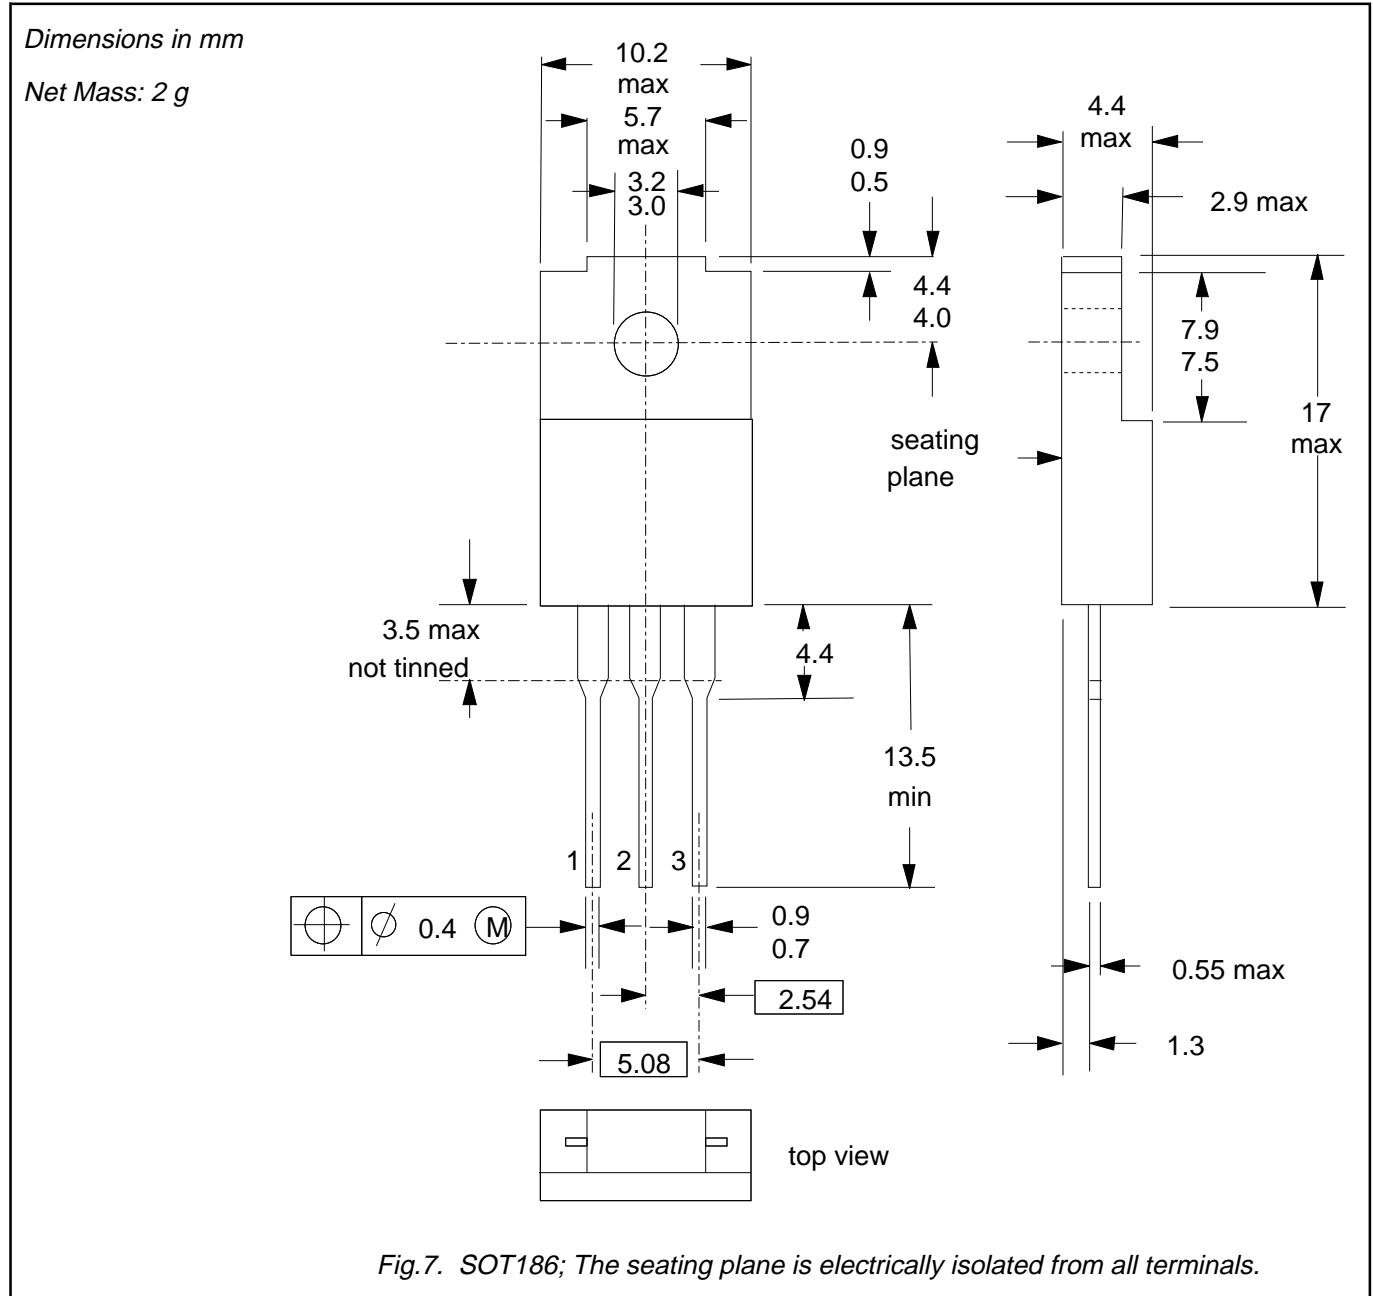 Dimensions in mm
Net Mass: 2 g
10.2
max
5.7
max
3.2
3.0
0.9
0.5
4.4
4.0
4.4
max
2.9 max
7.9
7.5
17
max
seating
plane
3.5 max
not tinned
4.4
13.5
min
1 2 3
0.4 M
0.9
0.7
2.54
5.08
0.55 max
1.3
top view
Fig.7. SOT186; The seating plane is electrically isolated from all terminals.